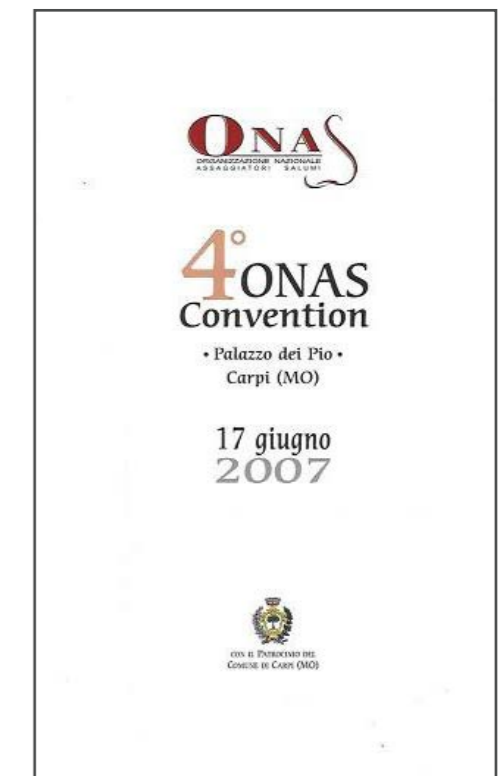 ONAS
ORGANIZZAZIONE NAZIONALE
ASSAGGIATORI SALUMI
4° ONAS
Convention
• Palazzo dei Pio •
Carpi (MO)
17 giugno
2007
CON IL PATROCINIO DEL
COMUNE DI CARPI (MO)